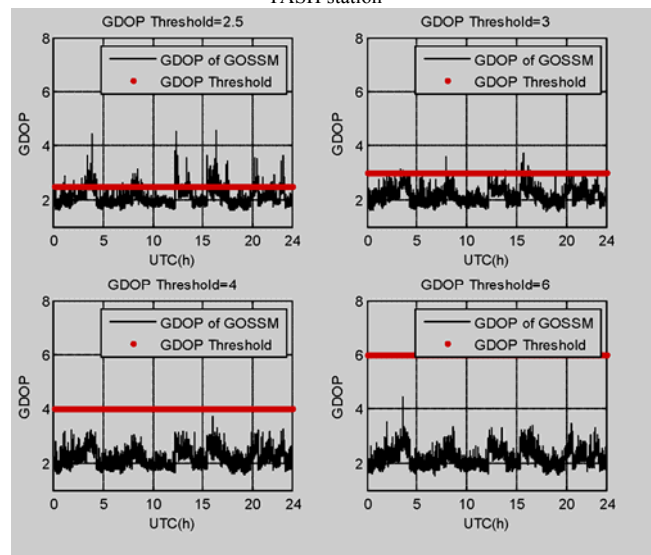 TASH station
GDOP Threshold=2.5
8
6
4
2
GDOP
GDOP of GOSSM
GDOP Threshold
0 5 10 15 20 24
UTC(h)
GDOP Threshold=3
8
6
4
2
GDOP
GDOP of GOSSM
GDOP Threshold
0 5 10 15 20 24
UTC(h)
GDOP Threshold=4
8
6
4
2
GDOP
GDOP of GOSSM
GDOP Threshold
0 5 10 15 20 24
UTC(h)
GDOP Threshold=6
8
6
4
2
GDOP
GDOP of GOSSM
GDOP Threshold
0 5 10 15 20 24
UTC(h)